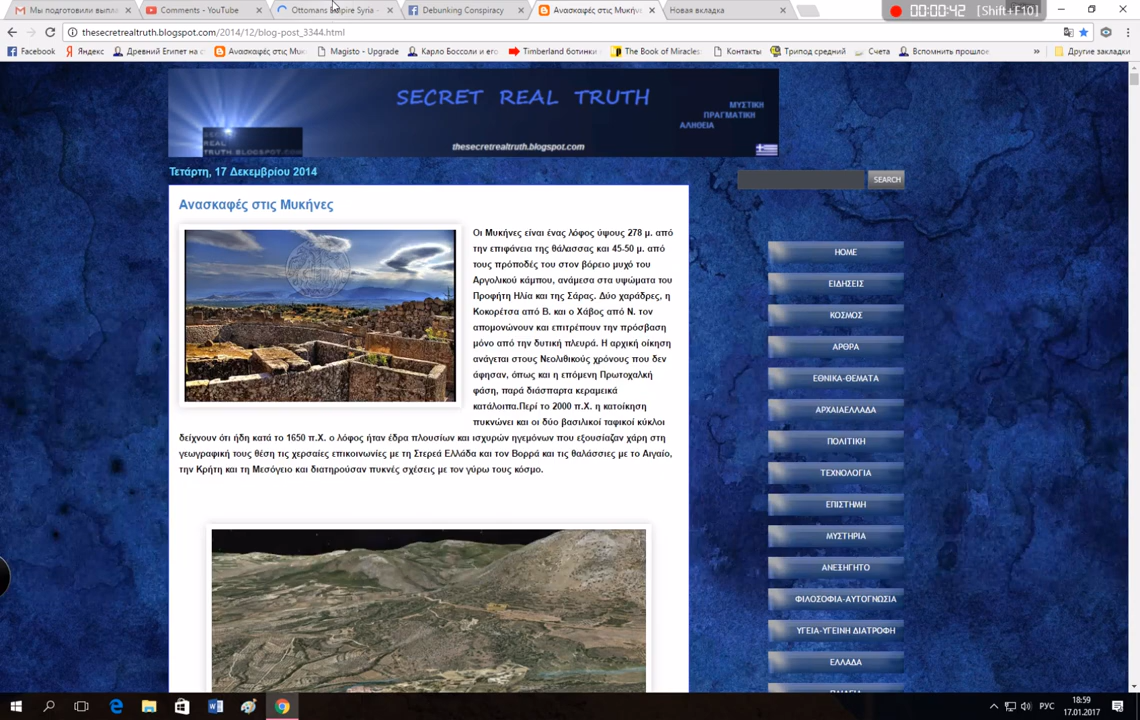 Мы подготовили выпл
Comments - YouTube
Ottomans Empire Syria -
Debunking Conspiracy
Ανασκαφές στις Μυκήν
Новая вкладка
00:00:42 [Shift+F10]
thesecretrealtruth.blogspot.com/2014/12/blog-post_3344.html
Facebook
Яндекс
Древний Египет на с
Ανασκαφές στις Μυκ
Magisto - Upgrade
Карло Боссоли и его
Timberland ботинки
The Book of Miracles
Контакты
Трипод средний
Счета
Вспомнить прошлое
»
Другие закладки
SECRET REAL TRUTH
ΜΥΣΤΙΚΗ
ΠΡΑΓΜΑΤΙΚΗ
ΑΛΗΘΕΙΑ
REAL
TRUTH.BLOGSPOT.COM
thesecretrealtruth.blogspot.com
Τετάρτη, 17 Δεκεμβρίου 2014
SEARCH
Ανασκαφές στις Μυκήνες
Οι Μυκήνες είναι ένας λόφος ύψους 278 μ. από
την επιφάνεια της θάλασσας και 45-50 μ. από
τους πρόποδές του στον βόρειο μυχό του
Αργολικού κάμπου, ανάμεσα στα υψώματα του
Προφήτη Ηλία και της Σάρας. Δύο χαράδρες, η
Κοκορέτσα από Β. και ο Χάβος από Ν. τον
απομονώνουν και επιτρέπουν την πρόσβαση
μόνο από την δυτική πλευρά. Η αρχική οίκηση
ανάγεται στους Νεολιθικούς χρόνους που δεν
άφησαν, όπως και η επόμενη Πρωτοχαλκή
φάση, παρά διάσπαρτα κεραμεικά
κατάλοιπα.Περί το 2000 π.Χ. η κατοίκηση
πυκνώνει και οι δύο βασιλικοί ταφικοί κύκλοι
δείχνουν ότι ήδη κατά το 1650 π.Χ. ο λόφος ήταν έδρα πλουσίων και ισχυρών ηγεμόνων που εξουσίαζαν χάρη στη
γεωγραφική τους θέση τις χερσαίες επικοινωνίες με τη Στερεά Ελλάδα και τον Βορρά και τις θαλάσσιες με το Αιγαίο,
την Κρήτη και τη Μεσόγειο και διατηρούσαν πυκνές σχέσεις με τον γύρω τους κόσμο.
HOME
ΕΙΔΗΣΕΙΣ
ΚΟΣΜΟΣ
ΑΡΘΡΑ
ΕΘΝΙΚΑ-ΘΕΜΑΤΑ
ΑΡΧΑΙΑΕΛΛΑΔΑ
ΠΟΛΙΤΙΚΗ
ΤΕΧΝΟΛΟΓΙΑ
ΕΠΙΣΤΗΜΗ
ΜΥΣΤΗΡΙΑ
ΑΝΕΞΗΓΗΤΟ
ΦΙΛΟΣΟΦΙΑ-ΑΥΤΟΓΝΩΣΙΑ
ΥΓΕΙΑ-ΥΓΕΙΝΗ ΔΙΑΤΡΟΦΗ
ΕΛΛΑΔΑ
РУС
18:59
17.01.2017